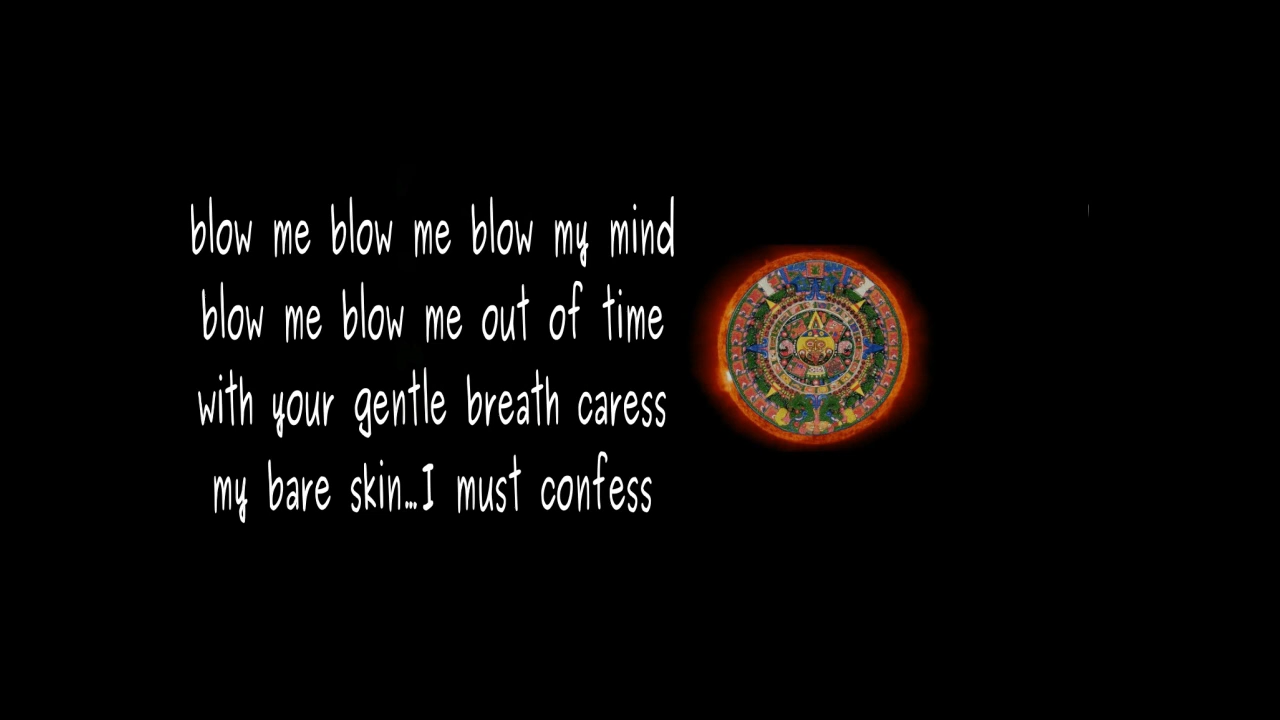 blow me blow me blow my mind
blow me blow me out of time
with your gentle breath caress
my bare skin...I must confess